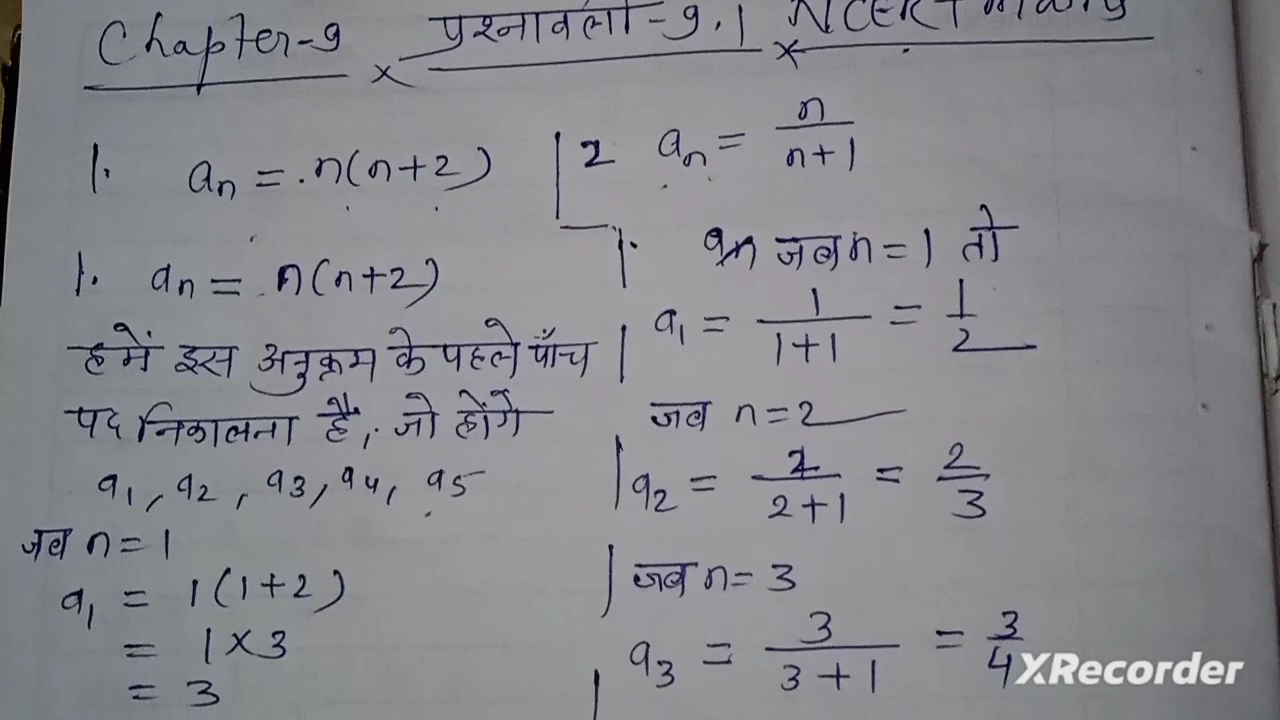 Chapter-9 × प्रश्नावली-9.1 × NCERT
1. an = n(n+2)
1. an = n(n+2)
हमें इस अनुक्रम के पहले पाँच
पद निकालना है, जो होंगे
a1, a2, a3, a4, a5
जब n=1
a1 = 1(1+2)
= 1×3
= 3
2 an = n/n+1
1. an जब n=1 तो
a1 = 1/1+1 = 1/2
जब n=2
a2 = 2/2+1 = 2/3
जब n=3
a3 = 3/3+1 = 3/4
XRecorder